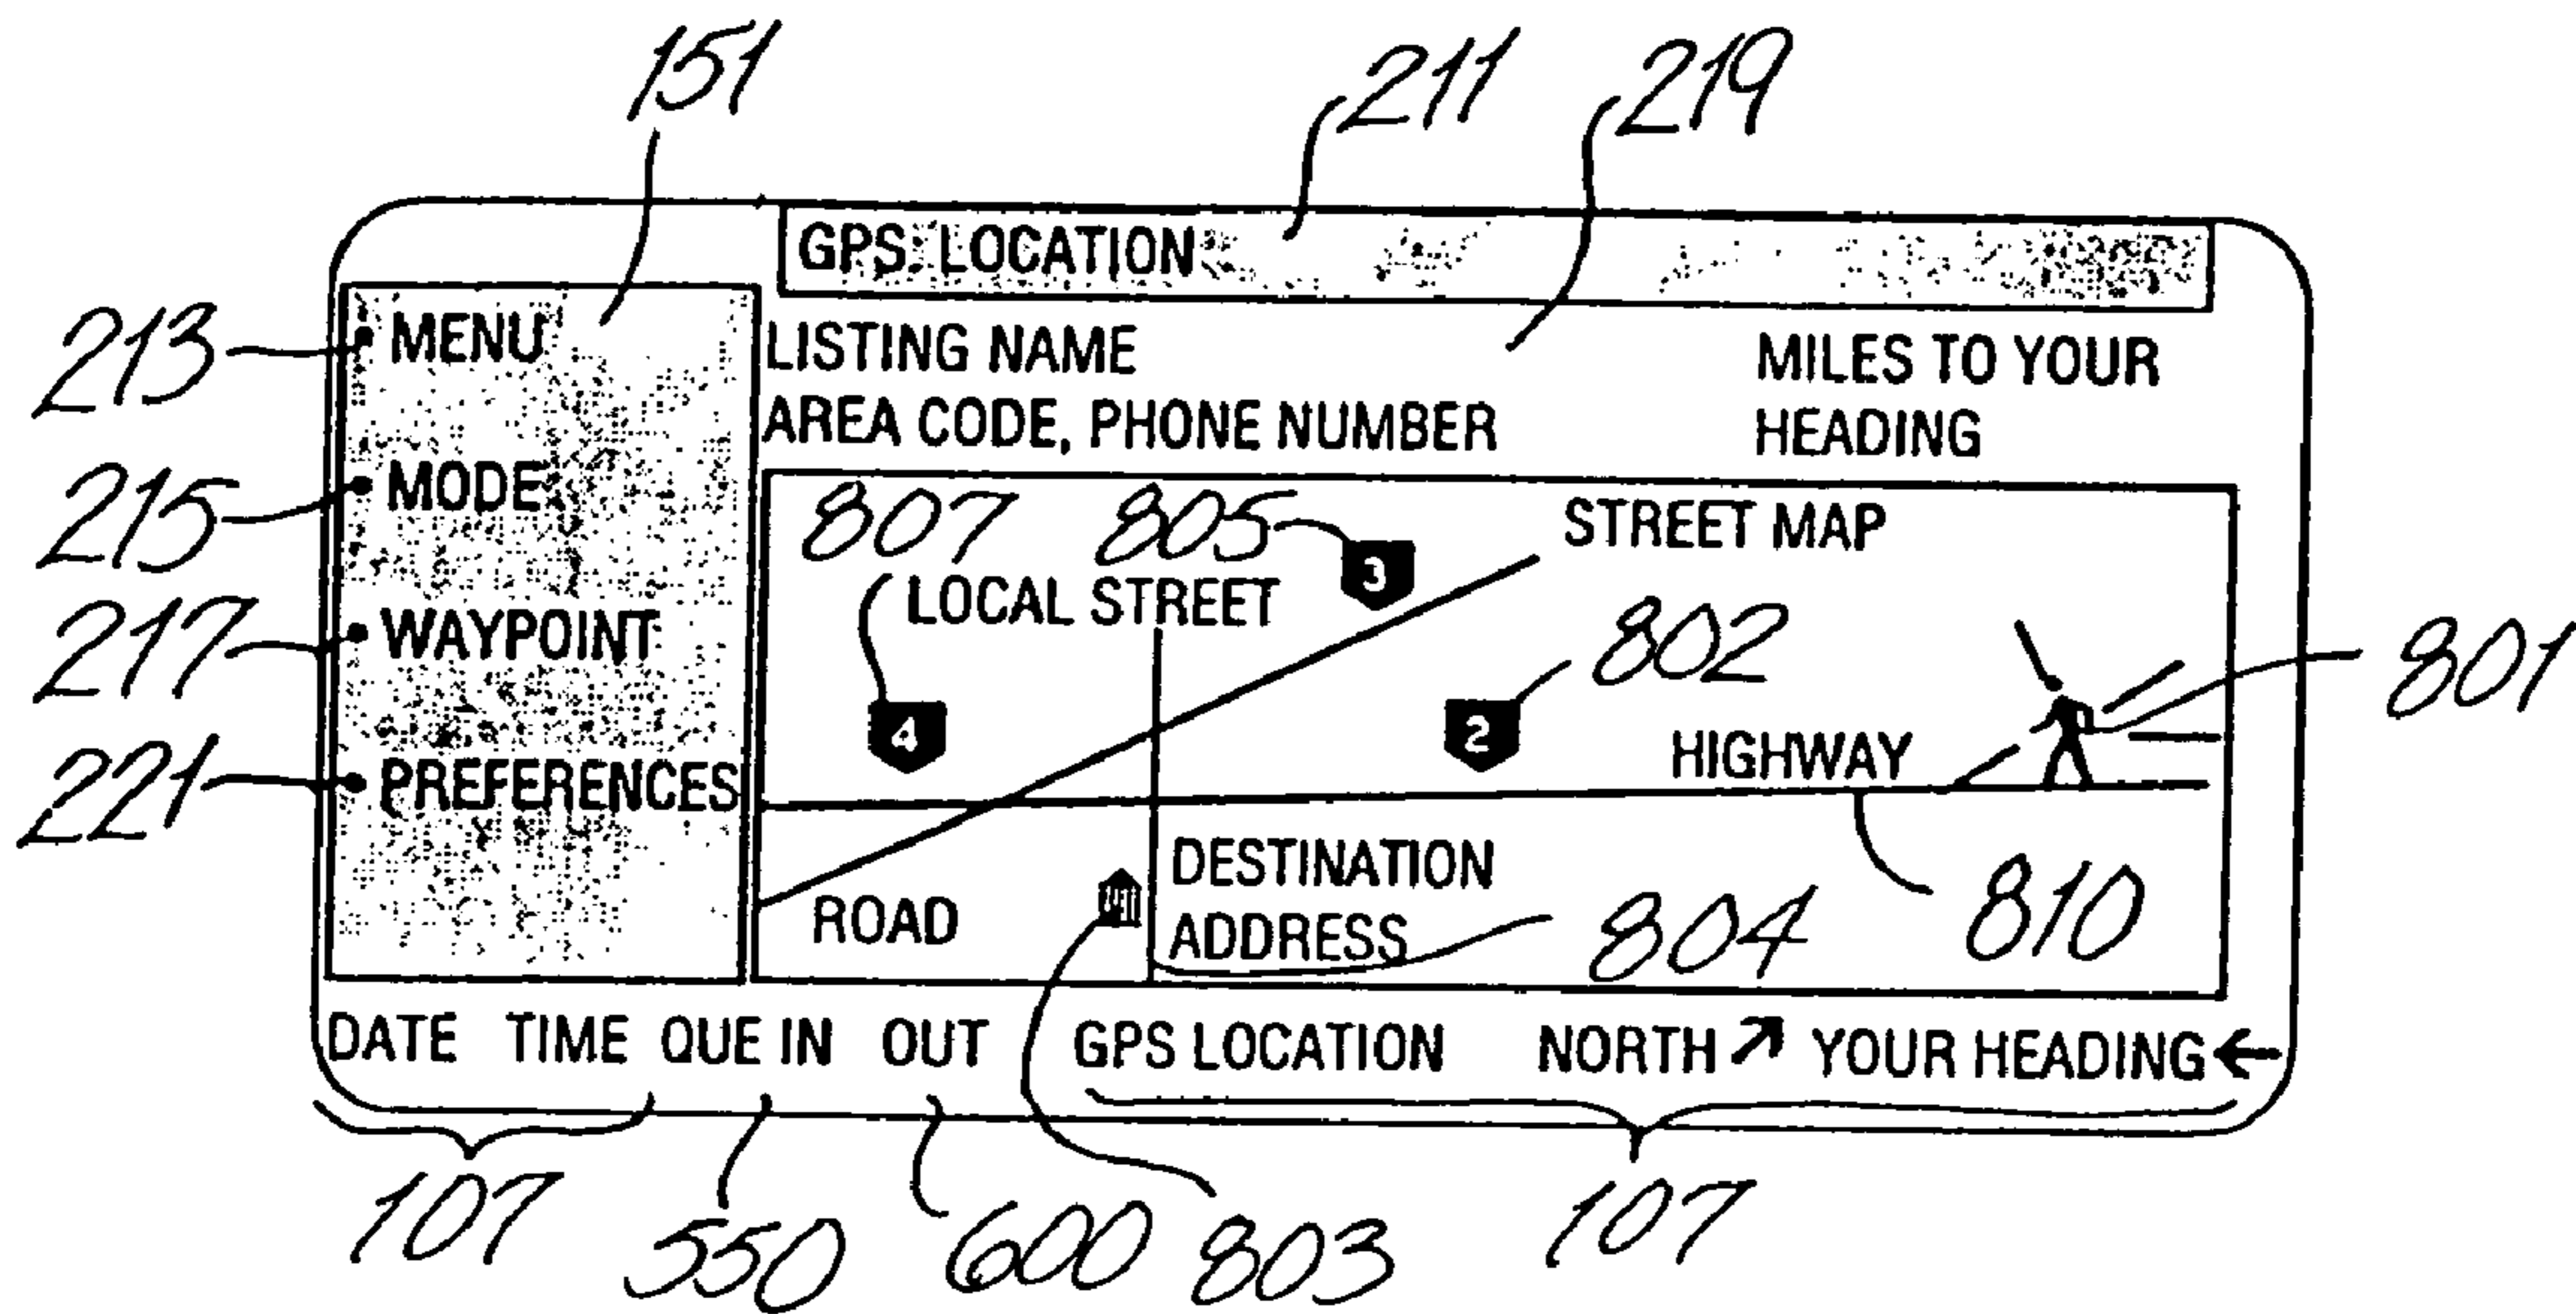 151
211
219
GPS. LOCATION
213
MENU
LISTING NAME
MILES TO YOUR
AREA CODE, PHONE NUMBER
HEADING
215
MODE
807
805
3
STREET MAP
LOCAL STREET
217
WAYPOINT
802
801
4
2
HIGHWAY
221
PREFERENCES
DESTINATION
ADDRESS
ROAD
804
810
DATE TIME QUE IN OUT GPS LOCATION NORTH ↗ YOUR HEADING ←
107
550
600
803
107